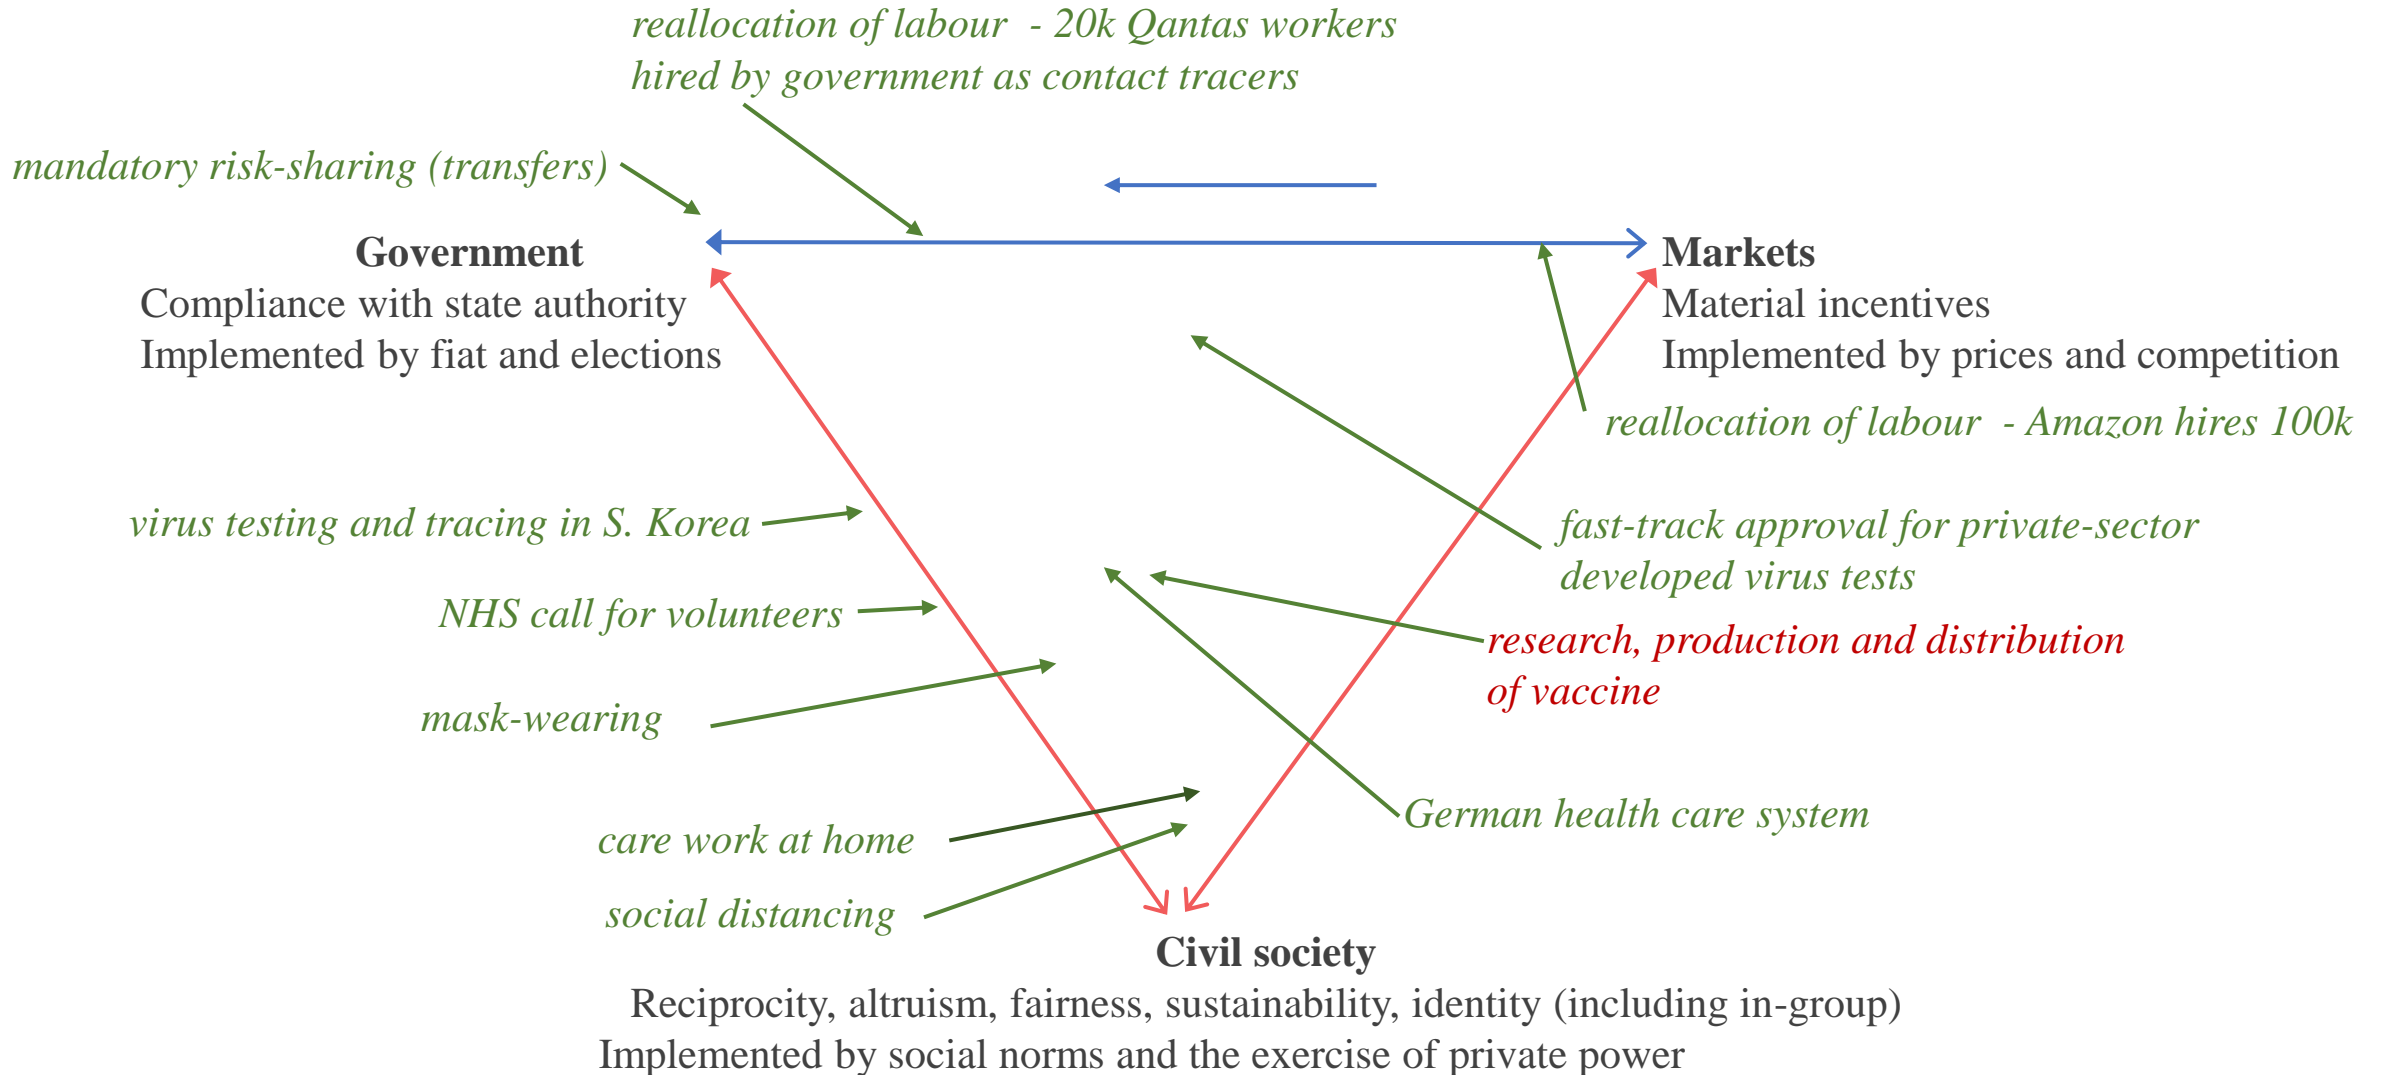 reallocation of labour - 20k Qantas workers
hired by government as contact tracers
mandatory risk-sharing (transfers)
Government
Compliance with state authority
Implemented by fiat and elections
Markets
Material incentives
Implemented by prices and competition
reallocation of labour - Amazon hires 100k
virus testing and tracing in S. Korea
fast-track approval for private-sector
developed virus tests
NHS call for volunteers
research, production and distribution
of vaccine
mask-wearing
German health care system
care work at home
social distancing
Civil society
Reciprocity, altruism, fairness, sustainability, identity (including in-group)
Implemented by social norms and the exercise of private power